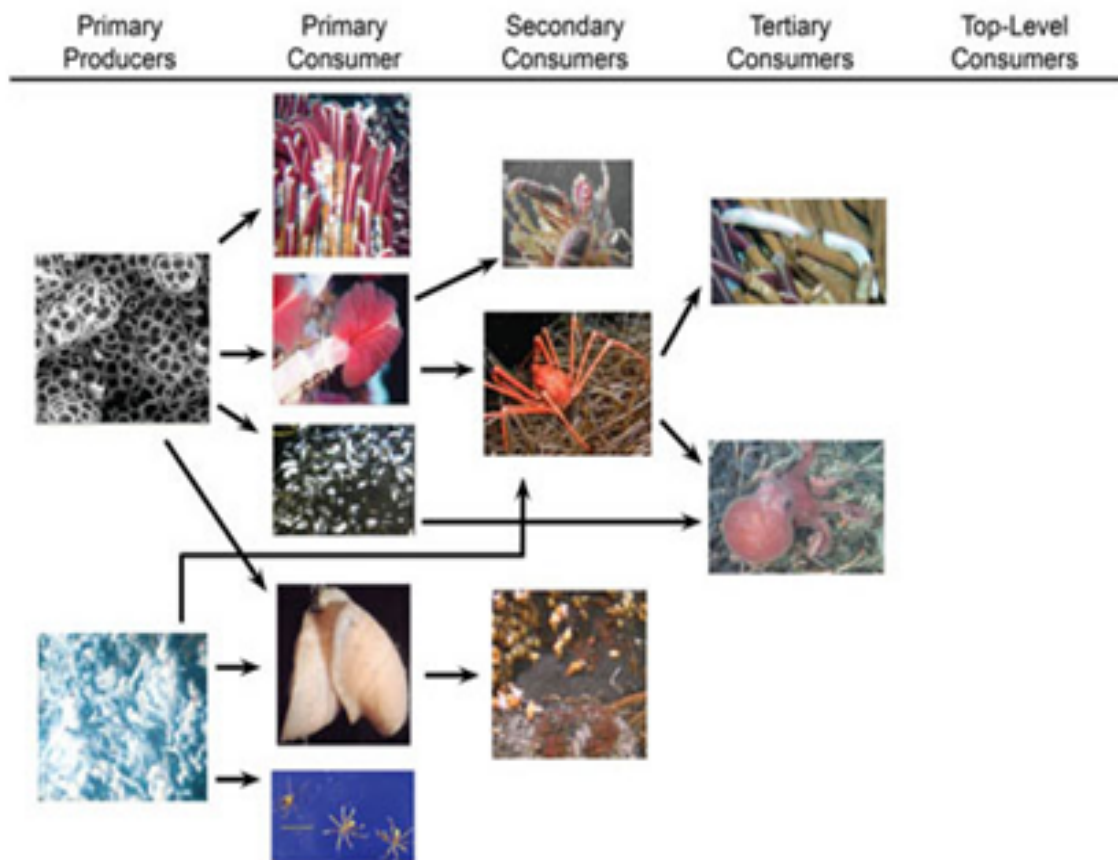 Primary
Producers
Primary
Consumer
Secondary
Consumers
Tertiary
Consumers
Top-Level
Consumers